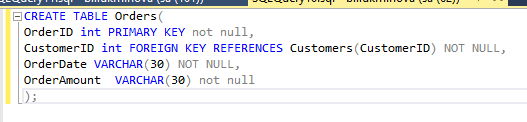 CREATE TABLE Orders(
OrderID int PRIMARY KEY not null,
CustomerID int FOREIGN KEY REFERENCES Customers(CustomerID) NOT NULL,
OrderDate VARCHAR(30) NOT NULL,
OrderAmount  VARCHAR(30) not null
);